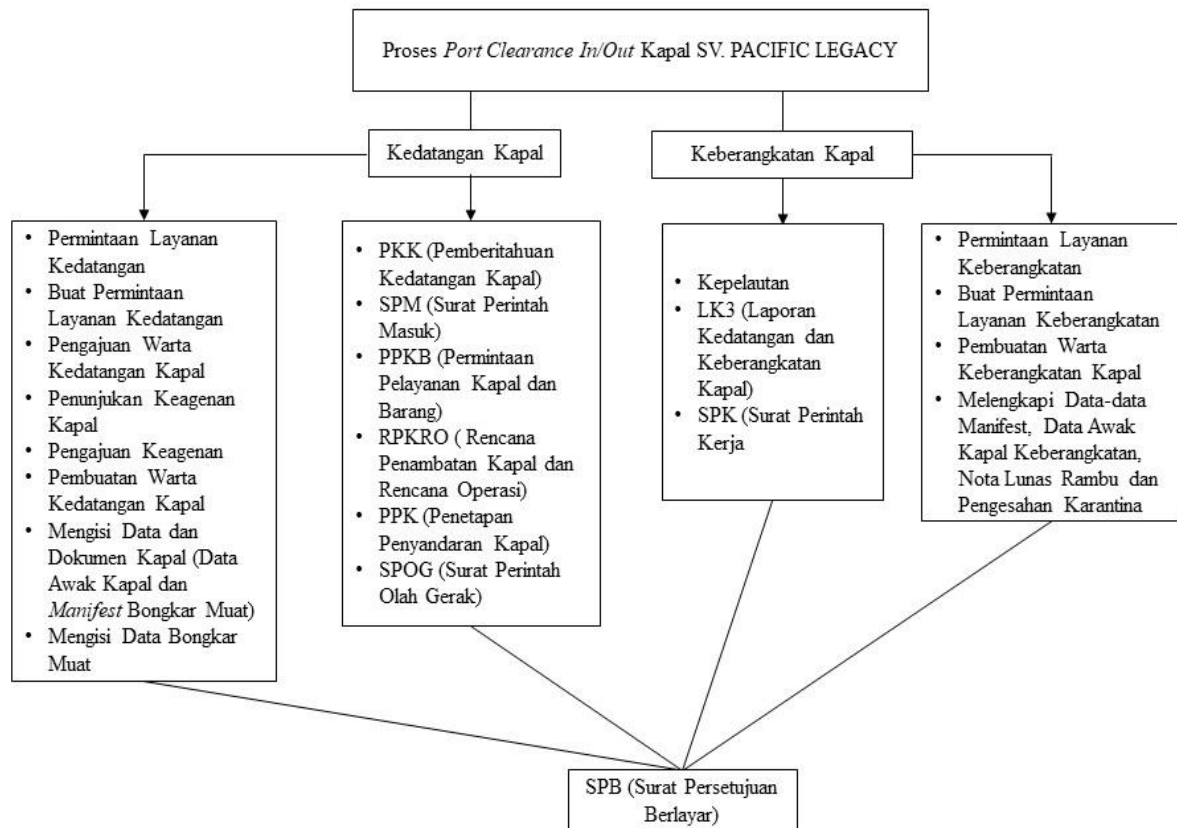 Proses Port Clearance In/Out Kapal SV. PACIFIC LEGACY
Kedatangan Kapal
Keberangkatan Kapal
• Permintaan Layanan
Kedatangan
• Buat Permintaan
Layanan Kedatangan
• Pengajuan Warta
Kedatangan Kapal
• Penunjukan Keagenan
Kapal
• Pengajuan Keagenan
• Pembuatan Warta
Kedatangan Kapal
• Mengisi Data dan
Dokumen Kapal (Data
Awak Kapal dan
Manifest Bongkar Muat)
• Mengisi Data Bongkar
Muat
• PKK (Pemberitahuan
Kedatangan Kapal)
• SPM (Surat Perintah
Masuk)
• PPKB (Permintaan
Pelayanan Kapal dan
Barang)
• RPKRO ( Rencana
Penambatan Kapal dan
Rencana Operasi)
• PPK (Penetapan
Penyandaran Kapal)
• SPOG (Surat Perintah
Olah Gerak)
• Kepelautan
• LK3 (Laporan
Kedatangan dan
Keberangkatan
Kapal)
• SPK (Surat Perintah
Kerja
• Permintaan Layanan
Keberangkatan
• Buat Permintaan
Layanan Keberangkatan
• Pembuatan Warta
Keberangkatan Kapal
• Melengkapi Data-data
Manifest, Data Awak
Kapal Keberangkatan,
Nota Lunas Rambu dan
Pengesahan Karantina
SPB (Surat Persetujuan
Berlayar)